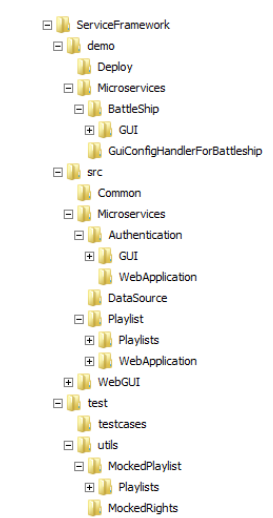 ServiceFramework
demo
Deploy
Microservices
BattleShip
GUI
GuiConfigHandlerForBattleship
src
Common
Microservices
Authentication
GUI
WebApplication
DataSource
Playlist
Playlists
WebApplication
WebGUI
test
testcases
utils
MockedPlaylist
Playlists
MockedRights